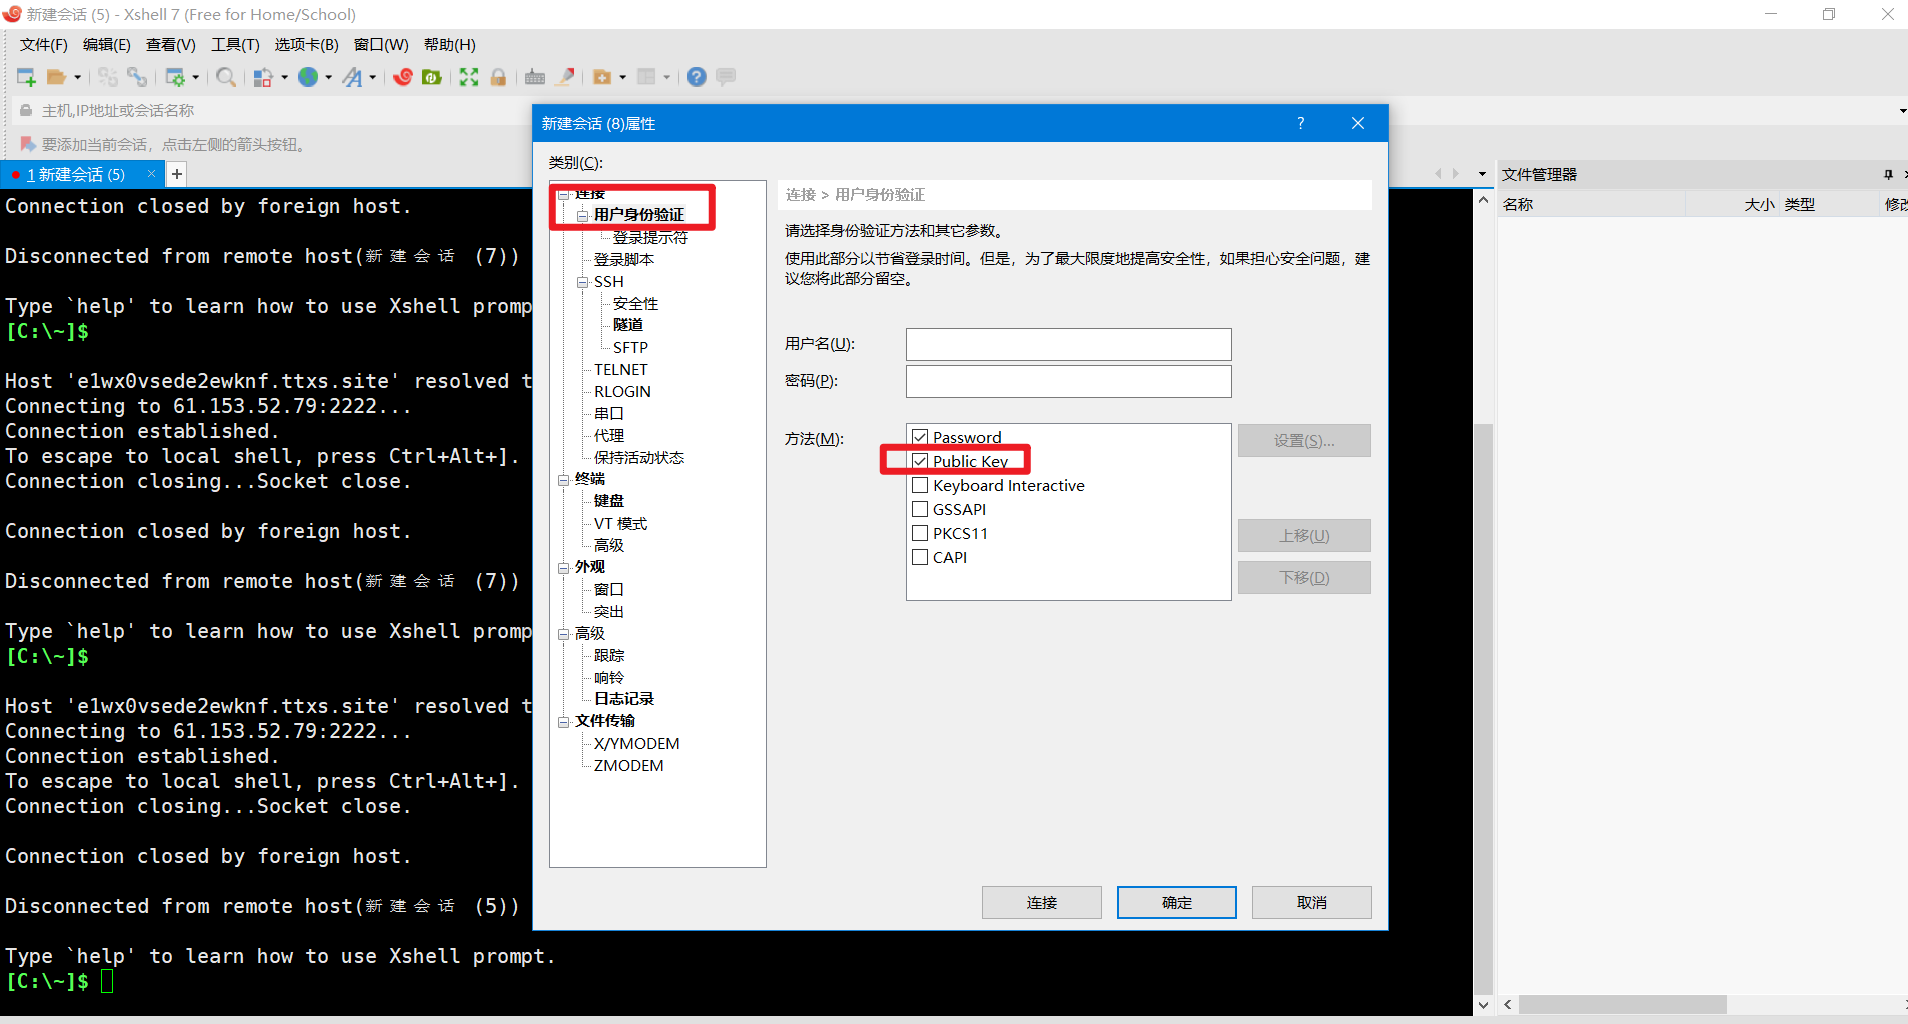 新建会话 (5) - Xshell 7 (Free for Home/School)
文件(F) 编辑(E) 查看(V) 工具(T) 选项卡(B) 窗口(W) 帮助(H)
主机,IP地址或会话名称
要添加当前会话，点击左侧的箭头按钮。
1 新建会话 (5)
Connection closed by foreign host.
Disconnected from remote host(新建会话 (7))
Type `help' to learn how to use Xshell promp
[C:\~]$
Host 'e1wx0vsede2ewknf.ttxs.site' resolved t
Connecting to 61.153.52.79:2222...
Connection established.
To escape to local shell, press Ctrl+Alt+].
Connection closing...Socket close.
Connection closed by foreign host.
Disconnected from remote host(新建会话 (7))
Type `help' to learn how to use Xshell promp
[C:\~]$
Host 'e1wx0vsede2ewknf.ttxs.site' resolved t
Connecting to 61.153.52.79:2222...
Connection established.
To escape to local shell, press Ctrl+Alt+].
Connection closing...Socket close.
Connection closed by foreign host.
Disconnected from remote host(新建会话 (5))
Type `help' to learn how to use Xshell prompt.
[C:\~]$
新建会话 (8)属性
类别(C):
连接
用户身份验证
登录提示符
登录脚本
SSH
安全性
隧道
SFTP
TELNET
RLOGIN
串口
代理
保持活动状态
终端
键盘
VT 模式
高级
外观
窗口
突出
高级
跟踪
响铃
日志记录
文件传输
X/YMODEM
ZMODEM
连接 > 用户身份验证
请选择身份验证方法和其它参数。
使用此部分以节省登录时间。但是，为了最大限度地提高安全性，如果担心安全问题，建
议您将此部分留空。
用户名(U):
密码(P):
方法(M):
Password
Public Key
Keyboard Interactive
GSSAPI
PKCS11
CAPI
设置(S)...
上移(U)
下移(D)
连接 确定 取消
文件管理器
名称 大小 类型 修改